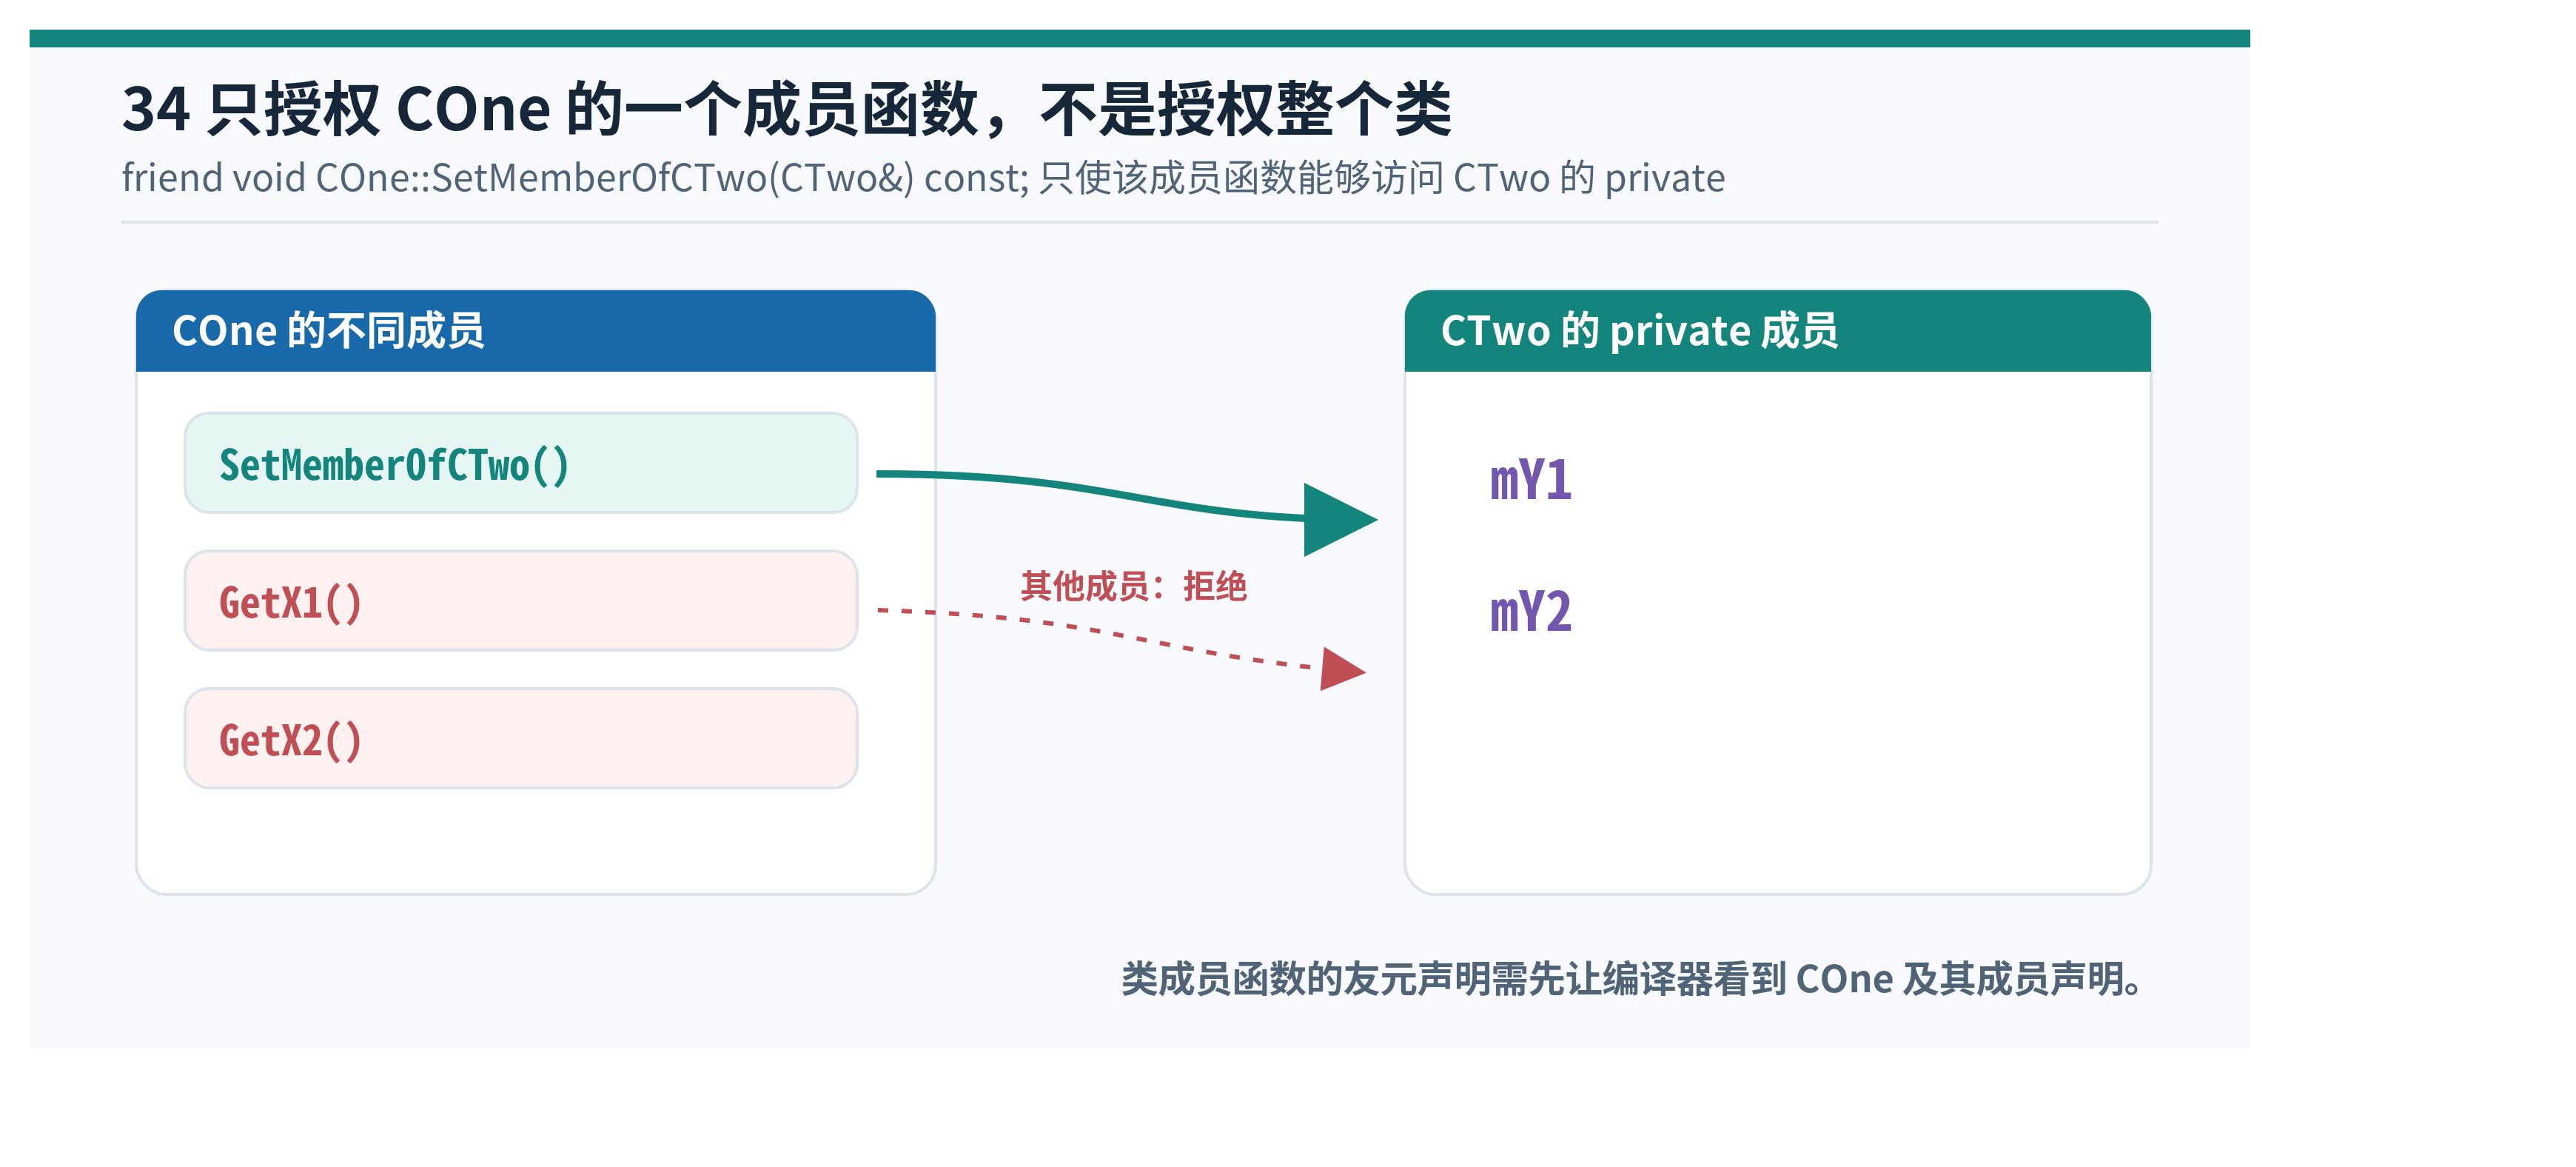 34 只授权 COne 的一个成员函数，不是授权整个类
friend void COne::SetMemberOfCTwo(CTwo&) const; 只使该成员函数能够访问 CTwo 的 private
COne 的不同成员
SetMemberOfCTwo()
GetX1()
GetX2()
其他成员：拒绝
CTwo 的 private 成员
mY1
mY2
类成员函数的友元声明需先让编译器看到 COne 及其成员声明。